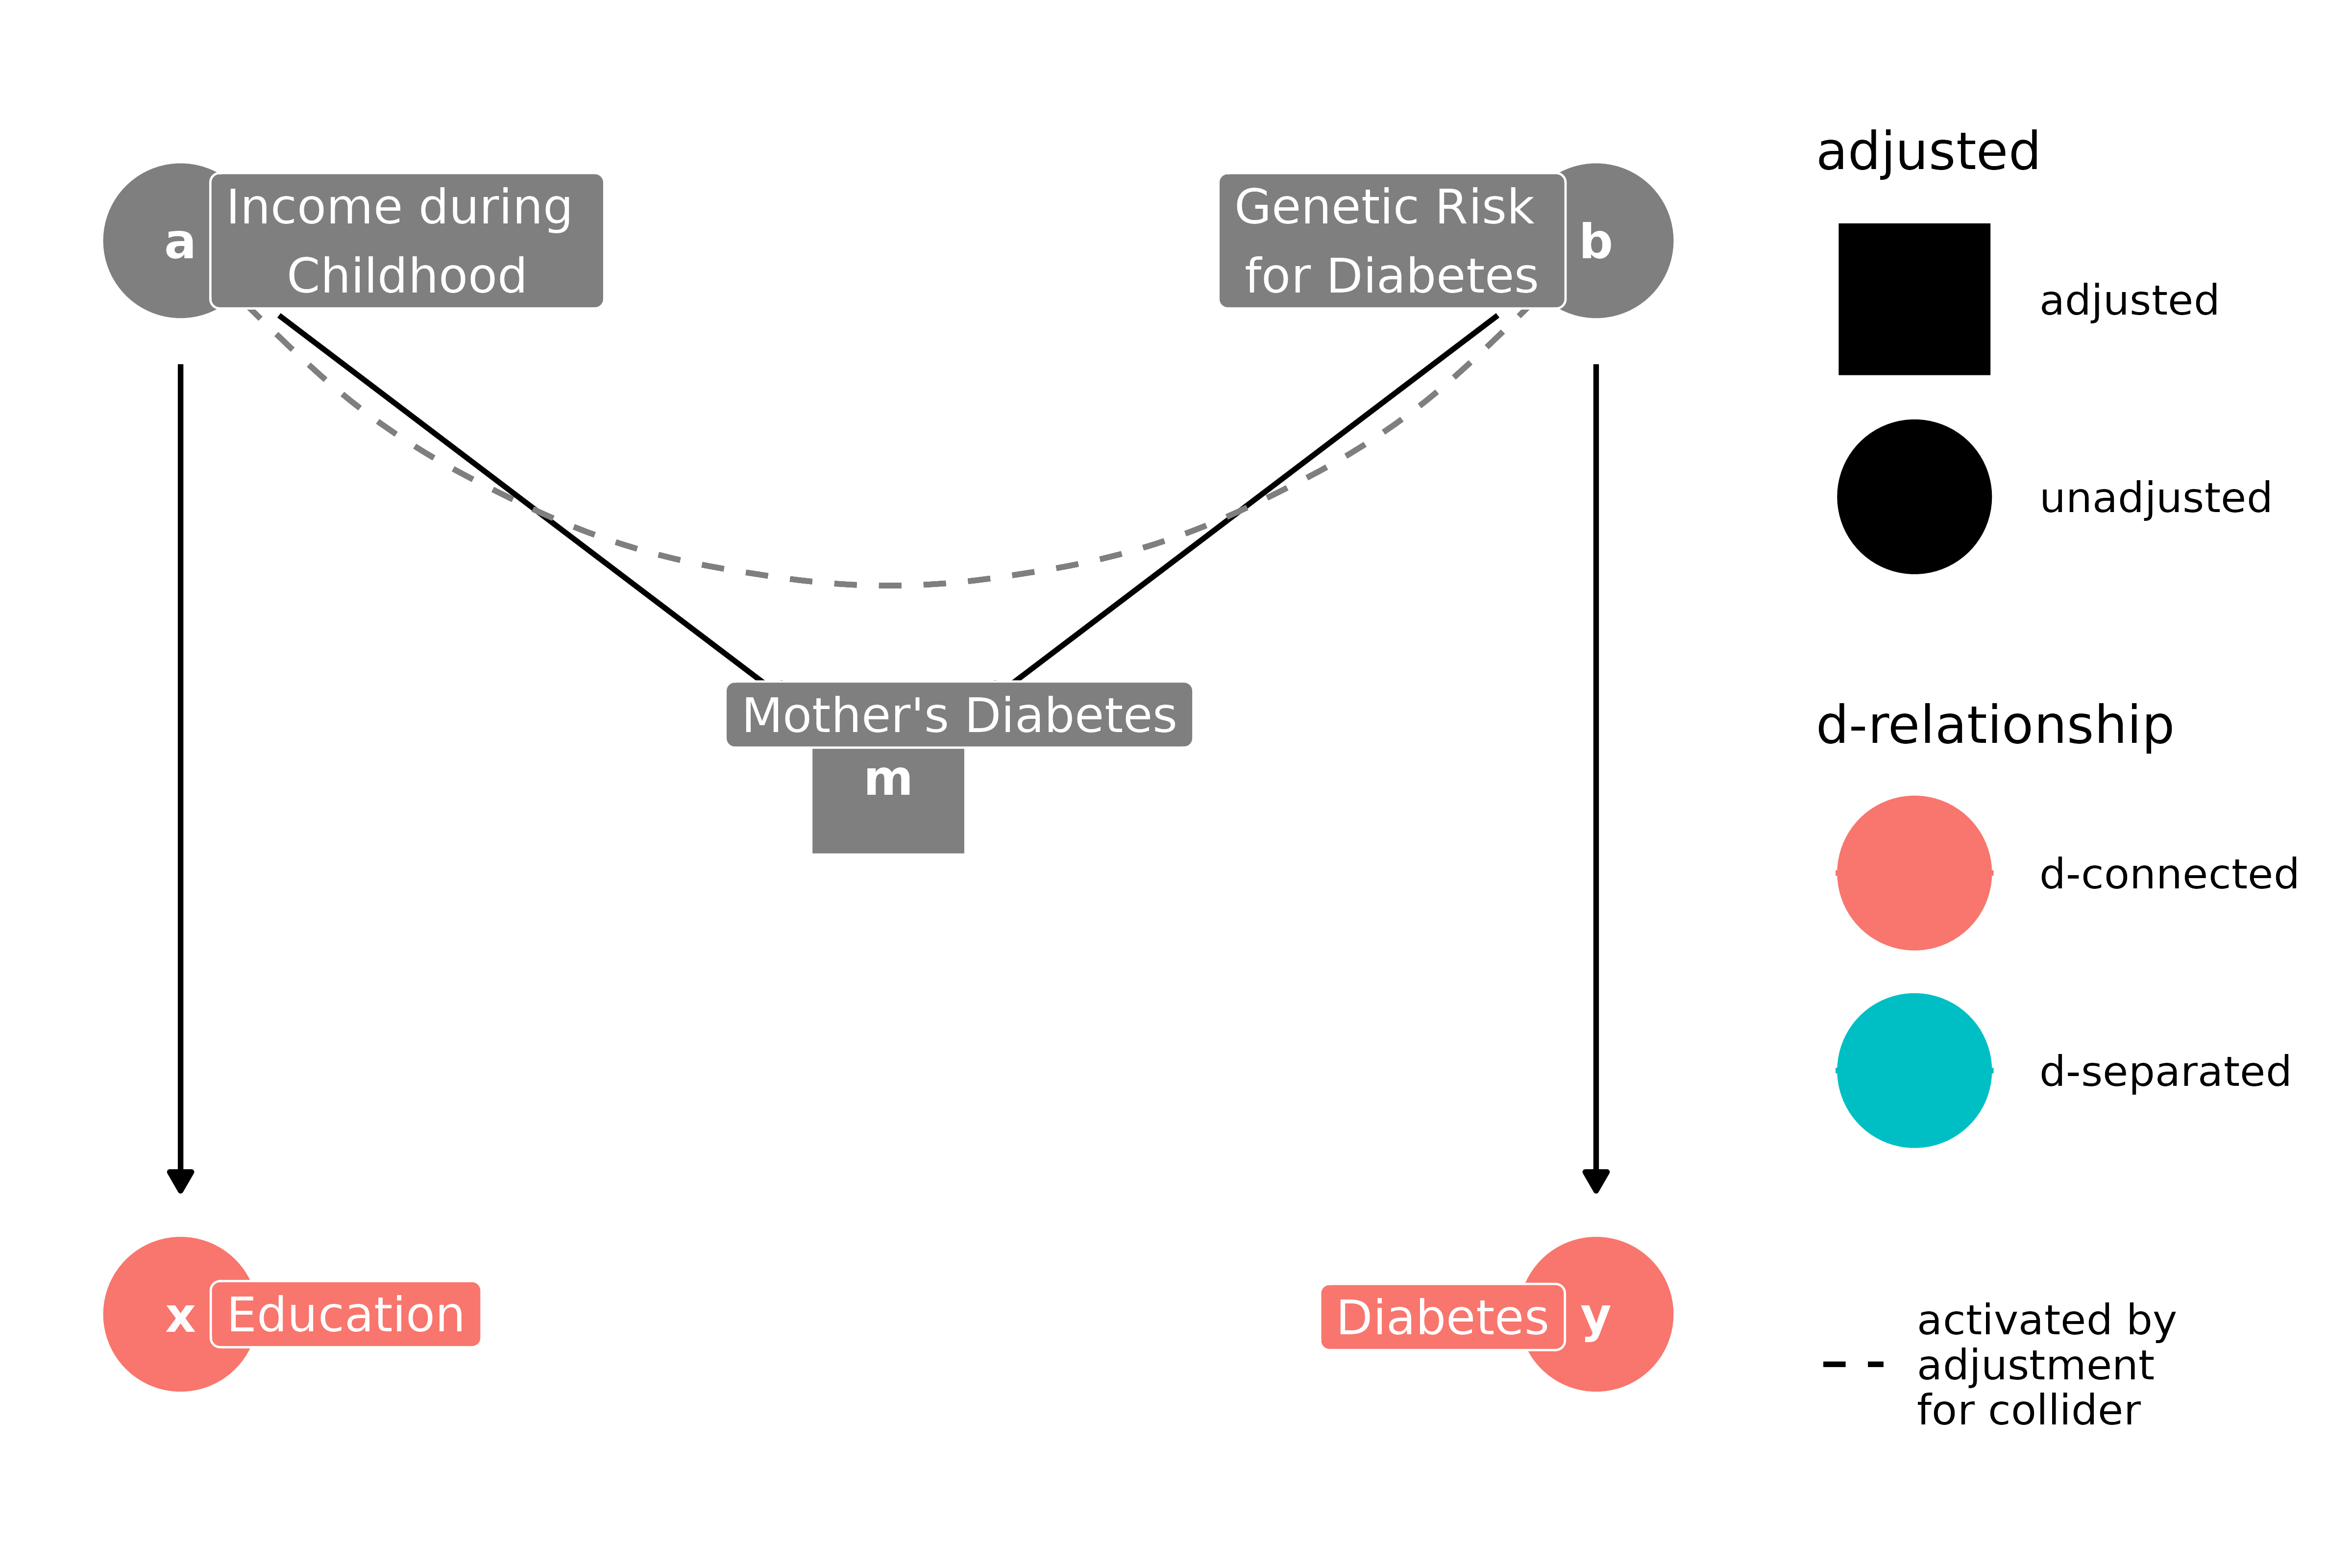 a
Income during
Childhood
Genetic Risk
for Diabetes
b
Mother's Diabetes
m
x
Education
Diabetes
y
adjusted
adjusted
unadjusted
d-relationship
d-connected
d-separated
activated by
adjustment
for collider